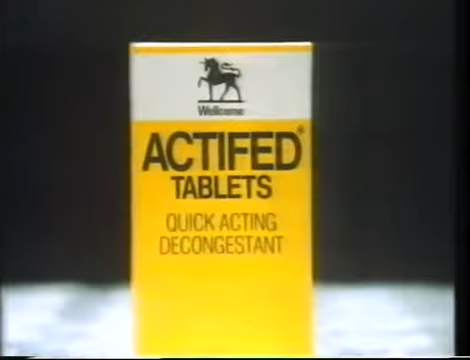 Wellcome
ACTIFED®
TABLETS
QUICK ACTING
DECONGESTANT